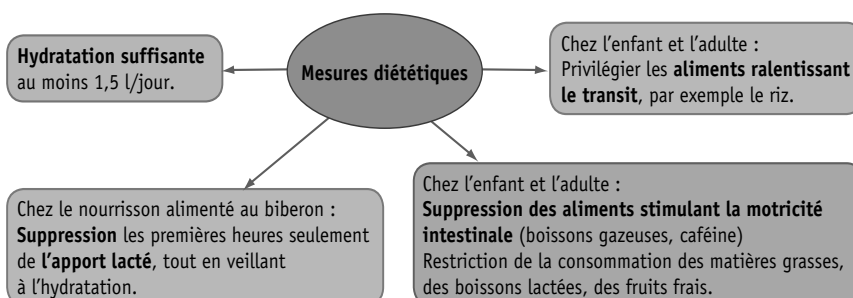 Mesures diététiques
Hydratation suffisante
au moins 1,5 l/jour.
Chez l'enfant et l'adulte :
Privilégier les aliments ralentissant
le transit, par exemple le riz.
Chez le nourrisson alimenté au biberon :
Suppression les premières heures seulement
de l'apport lacté, tout en veillant
à l'hydratation.
Chez l'enfant et l'adulte :
Suppression des aliments stimulant la motricité
intestinale (boissons gazeuses, caféine)
Restriction de la consommation des matières grasses,
des boissons lactées, des fruits frais.